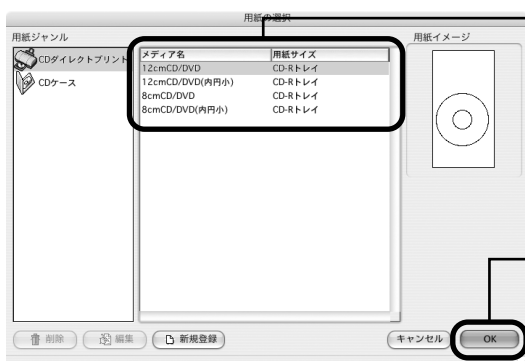 用紙の選択
用紙ジャンル
CDダイレクトプリント
CDケース
メディア名 用紙サイズ
12cmCD/DVD CD-Rトレイ
12cmCD/DVD(内円小) CD-Rトレイ
8cmCD/DVD CD-Rトレイ
8cmCD/DVD(内円小) CD-Rトレイ
用紙イメージ
削除 編集 新規登録 キャンセル OK